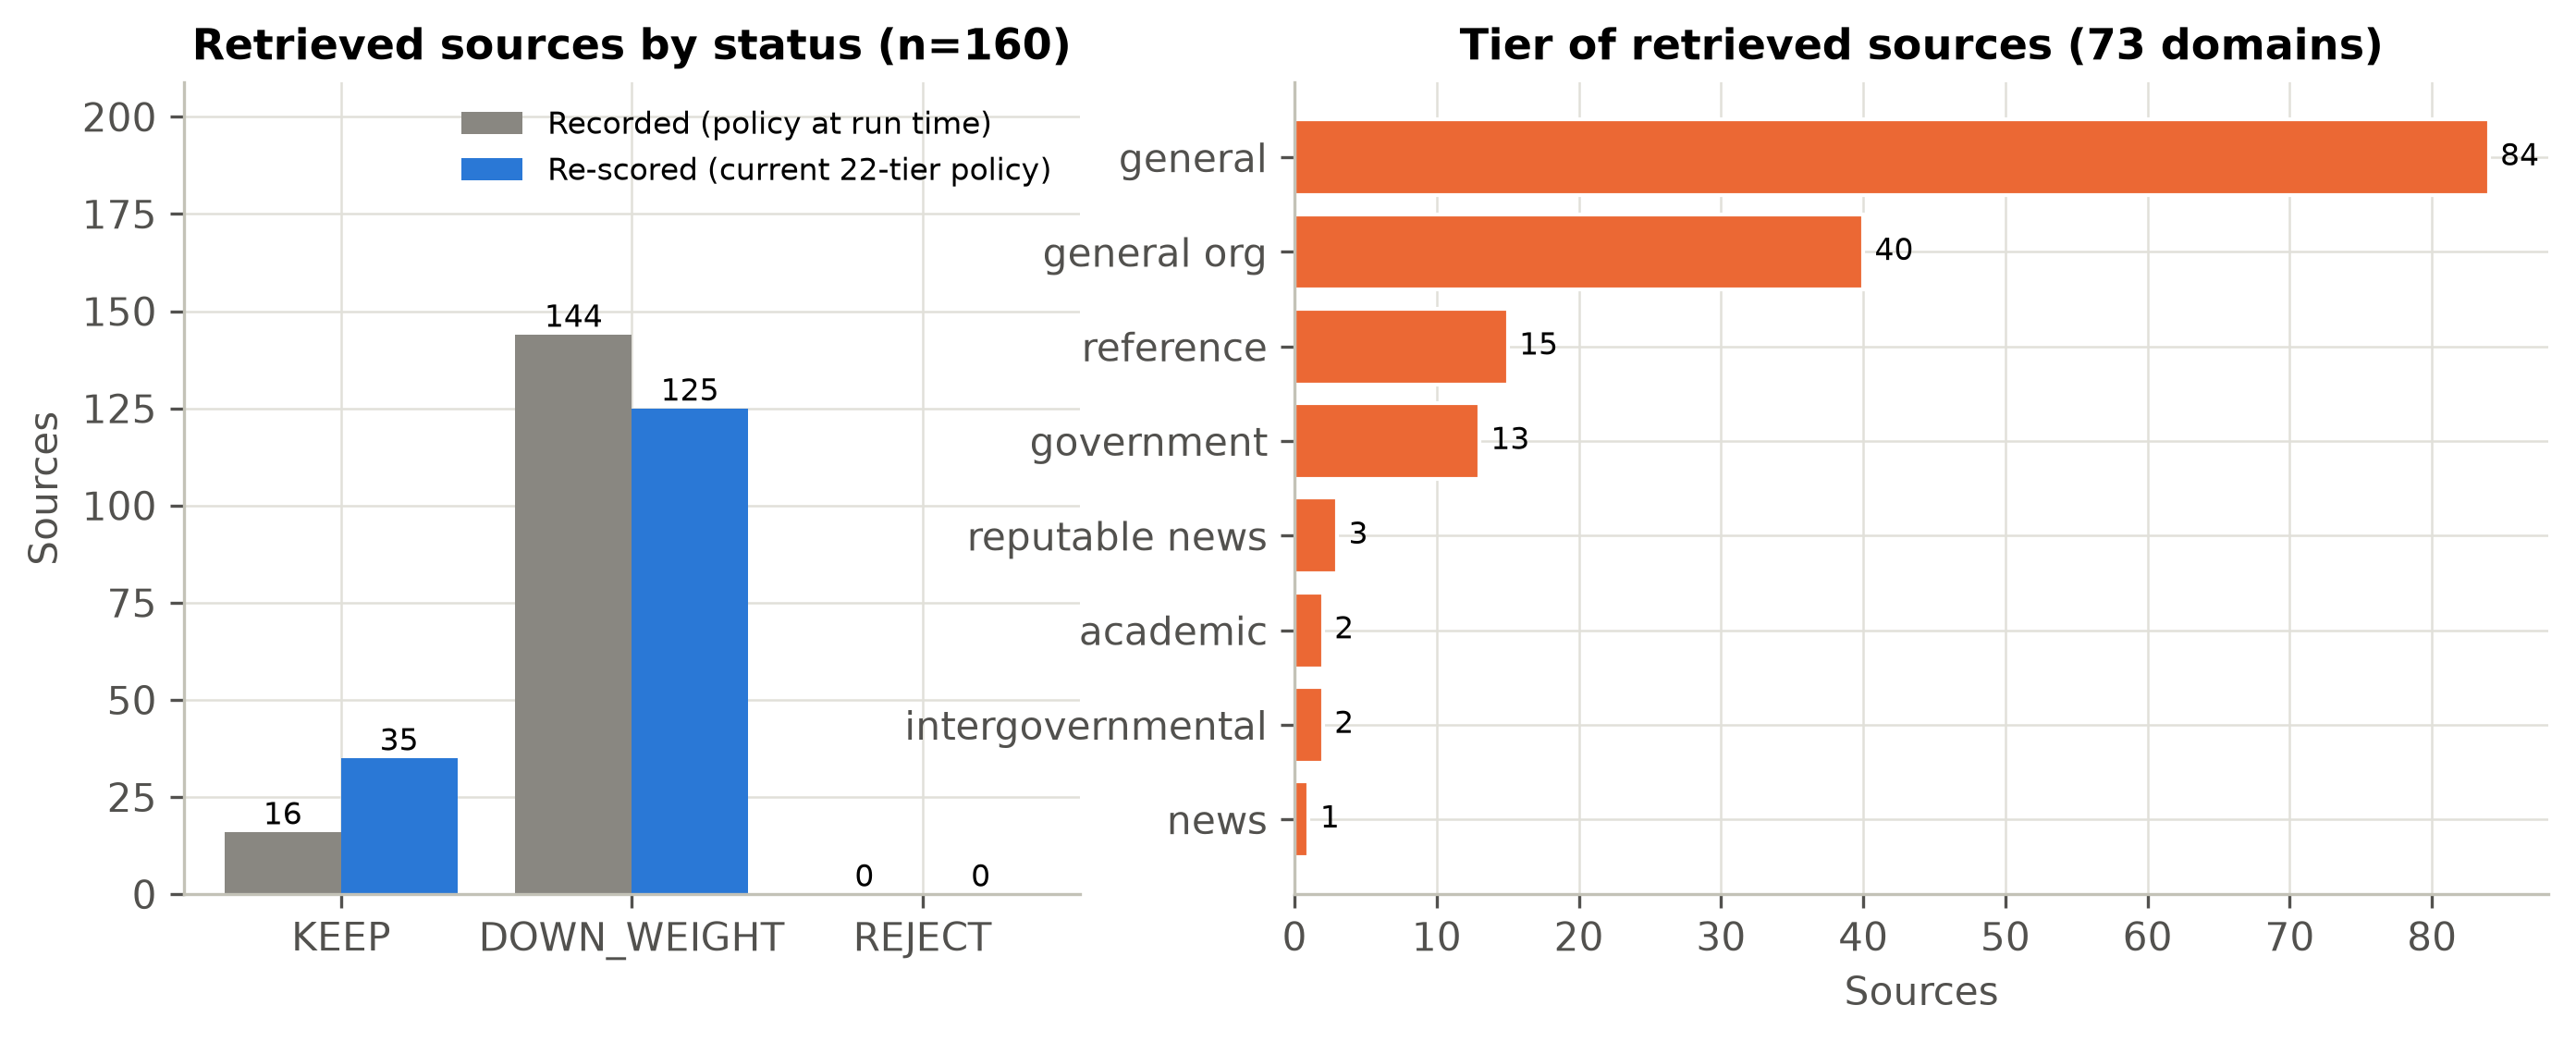 Retrieved sources by status (n=160)
Recorded (policy at run time)
Re-scored (current 22-tier policy)
Sources
200
175
150
125
100
75
50
25
0
16
35
144
125
0
0
KEEP
DOWN_WEIGHT
REJECT
Tier of retrieved sources (73 domains)
general
84
general org
40
reference
15
government
13
reputable news
3
academic
2
intergovernmental
2
news
1
0
10
20
30
40
50
60
70
80
Sources